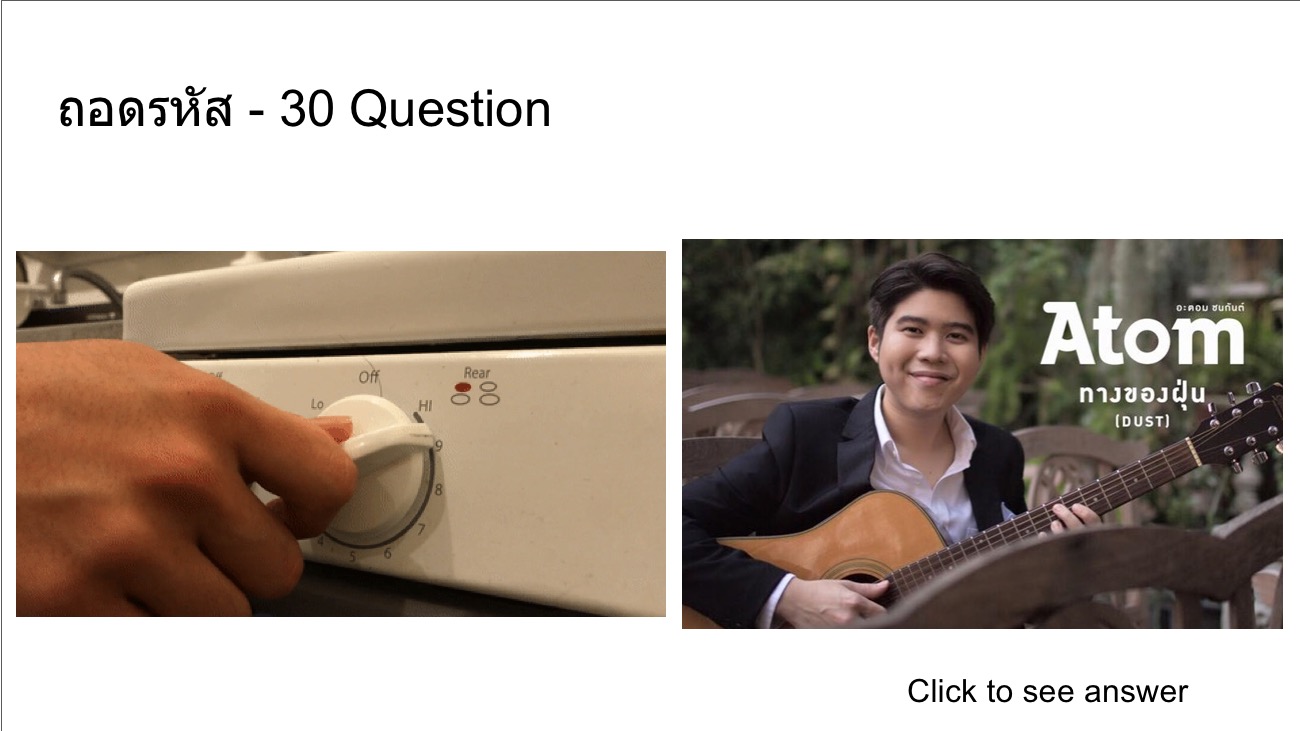 ถอดรหัส - 30 Question
Off
Rear
Lo
HI
9
8
7
6
5
4
อะตอม ชนกันต์
Atom
ทางของฝุ่น
(DUST)
Click to see answer